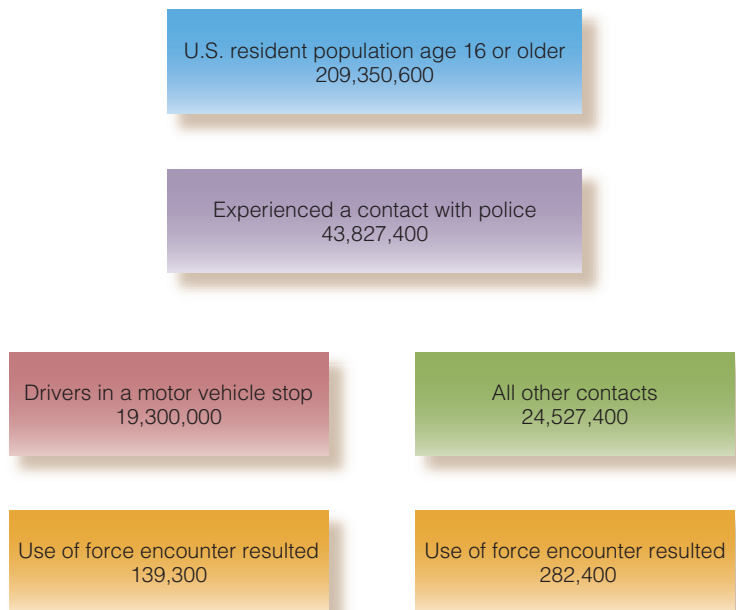 U.S. resident population age 16 or older
209,350,600
Experienced a contact with police
43,827,400
Drivers in a motor vehicle stop
19,300,000
All other contacts
24,527,400
Use of force encounter resulted
139,300
Use of force encounter resulted
282,400